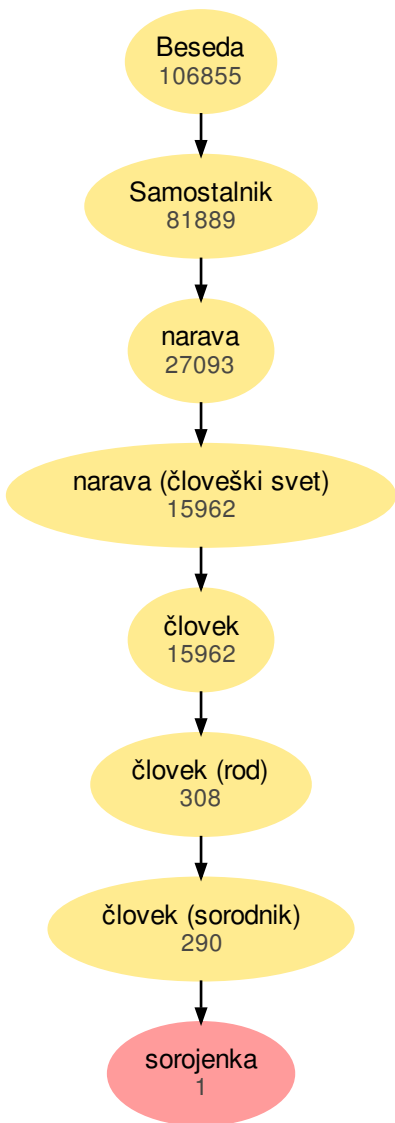 Beseda
106855
Samostalnik
81889
narava
27093
narava (človeški svet)
15962
človek
15962
človek (rod)
308
človek (sorodnik)
290
sorojenka
1